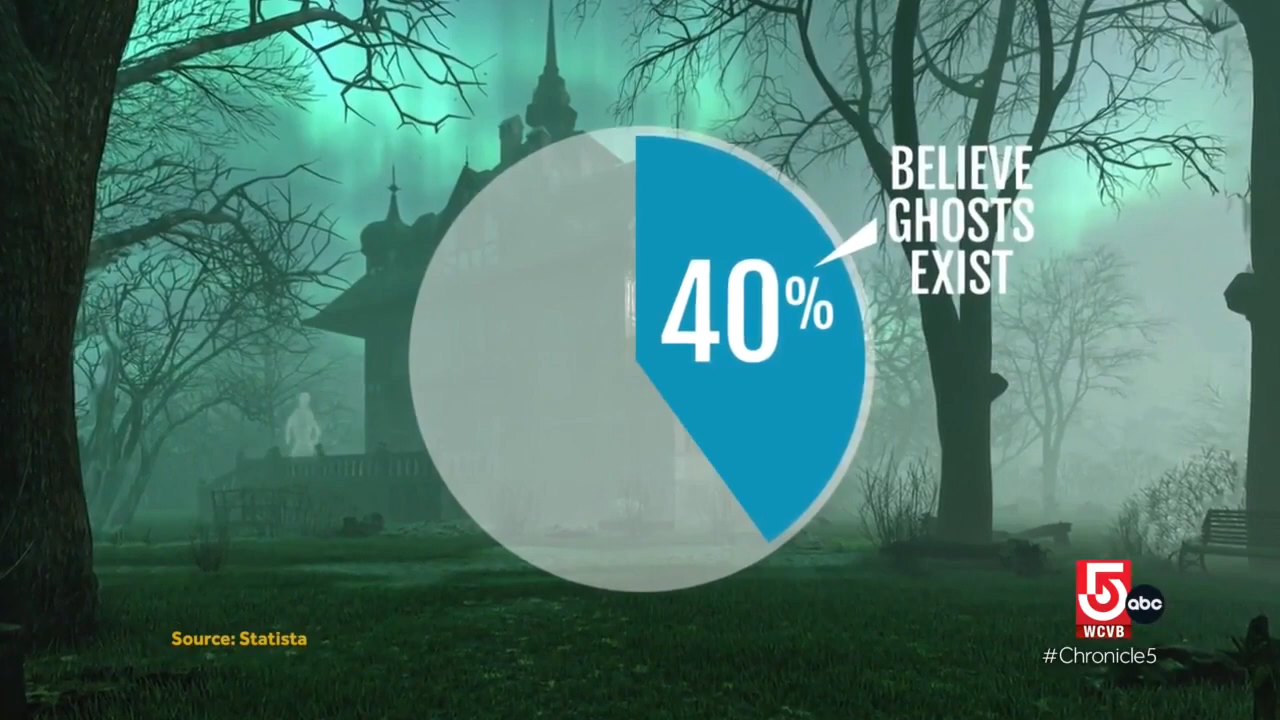 BELIEVE
GHOSTS
EXIST
40%
Source: Statista
5
abc
WCVB
#Chronicle5